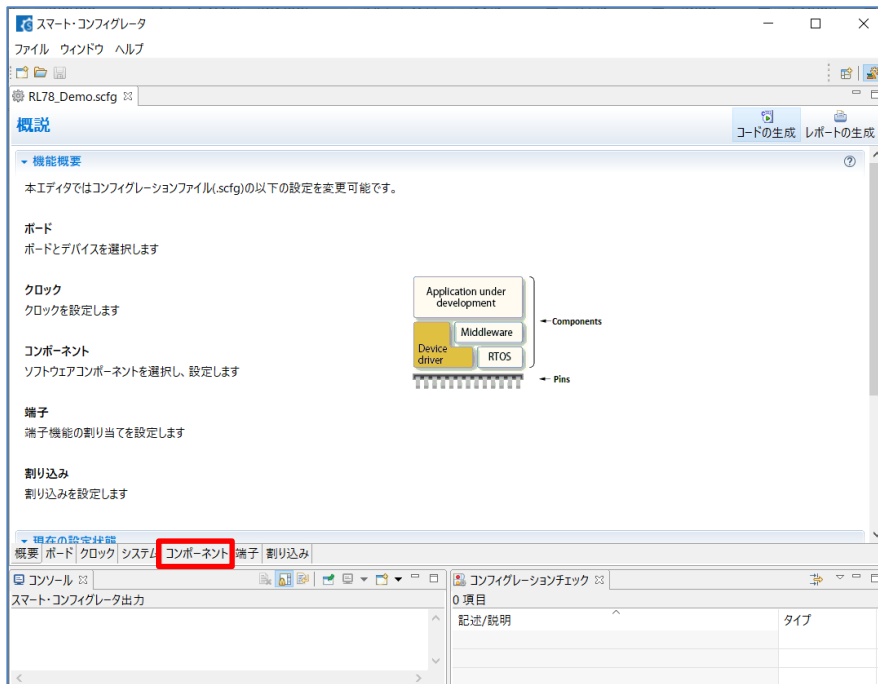 スマート・コンフィグレータ
ファイル ウィンドウ ヘルプ
RL78_Demo.scfg
概説
コードの生成 レポートの生成
機能概要
本エディタではコンフィグレーションファイル(.scfg)の以下の設定を変更可能です。
ボード
ボードとデバイスを選択します
クロック
クロックを設定します
コンポーネント
ソフトウェアコンポーネントを選択し、設定します
端子
端子機能の割り当てを設定します
割り込み
割り込みを設定します
Application under
development
Middleware
Device
driver
RTOS
Components
Pins
現在の設定状態
概要 ボード クロック システム コンポーネント 端子 割り込み
コンソール
スマート・コンフィグレータ出力
コンフィグレーションチェック
0 項目
記述/説明 タイプ